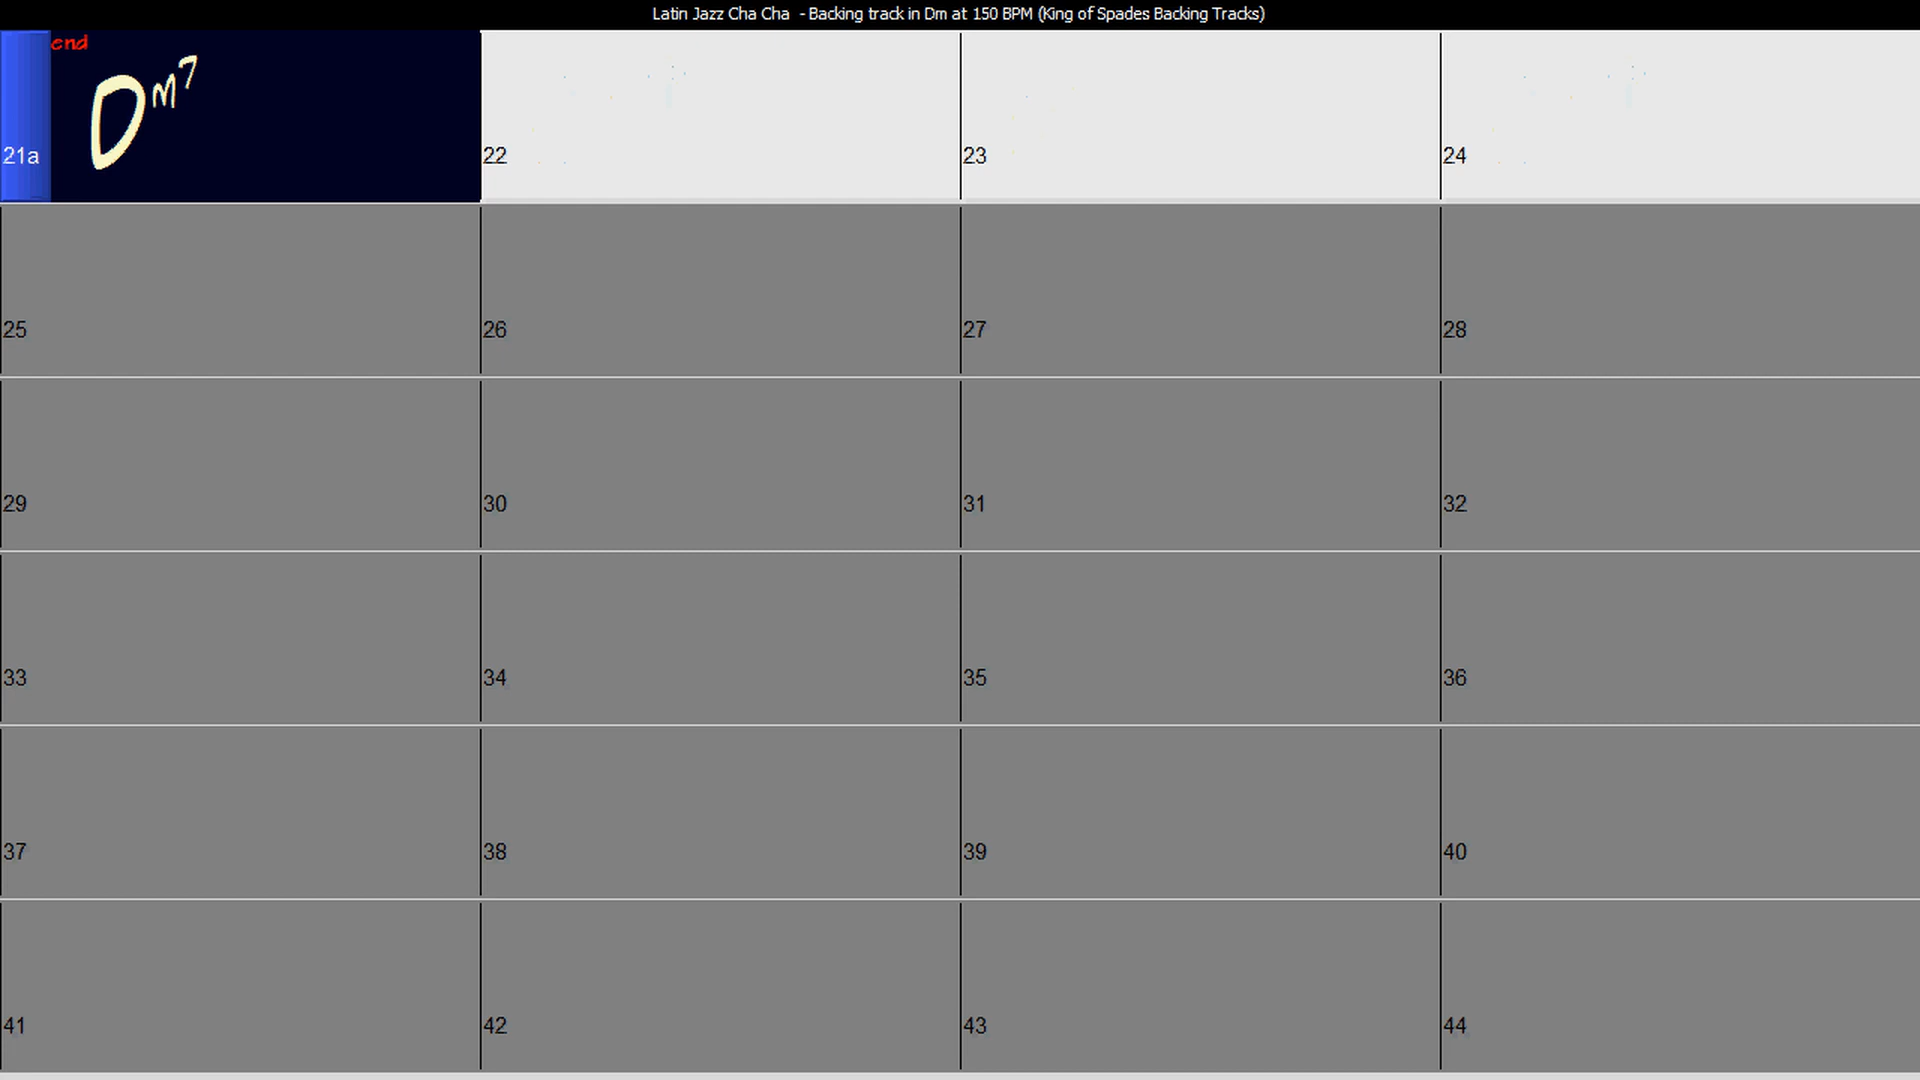 Latin Jazz Cha Cha - Backing track in Dm at 150 BPM (King of Spades Backing Tracks)
end
Dm7
21a 22 23 24
25 26 27 28
29 30 31 32
33 34 35 36
37 38 39 40
41 42 43 44